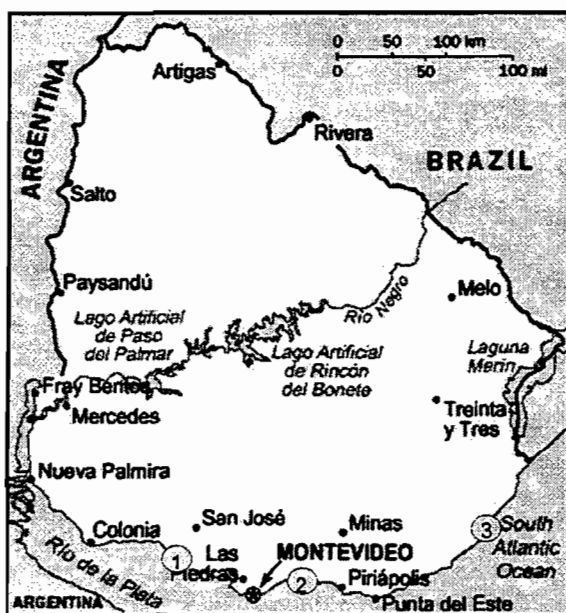 0 50 100 km
0 50 100 mi
Artigas
ARGENTINA
Rivera
BRAZIL
Salto
Paysandú
Melo
Río Negro
Lago Artificial
de Paso
del Palmar
Lago Artificial
de Rincón
del Bonete
Laguna
Merin
Fray Bentos
Mercedes
Treinta
y Tres
Nueva Palmira
Colonia
San José
Minas
3
South
Atlantic
Ocean
1
Las
Piedras
MONTEVIDEO
2
Piriápolis
Punta del Este
Río de la Plata
ARGENTINA